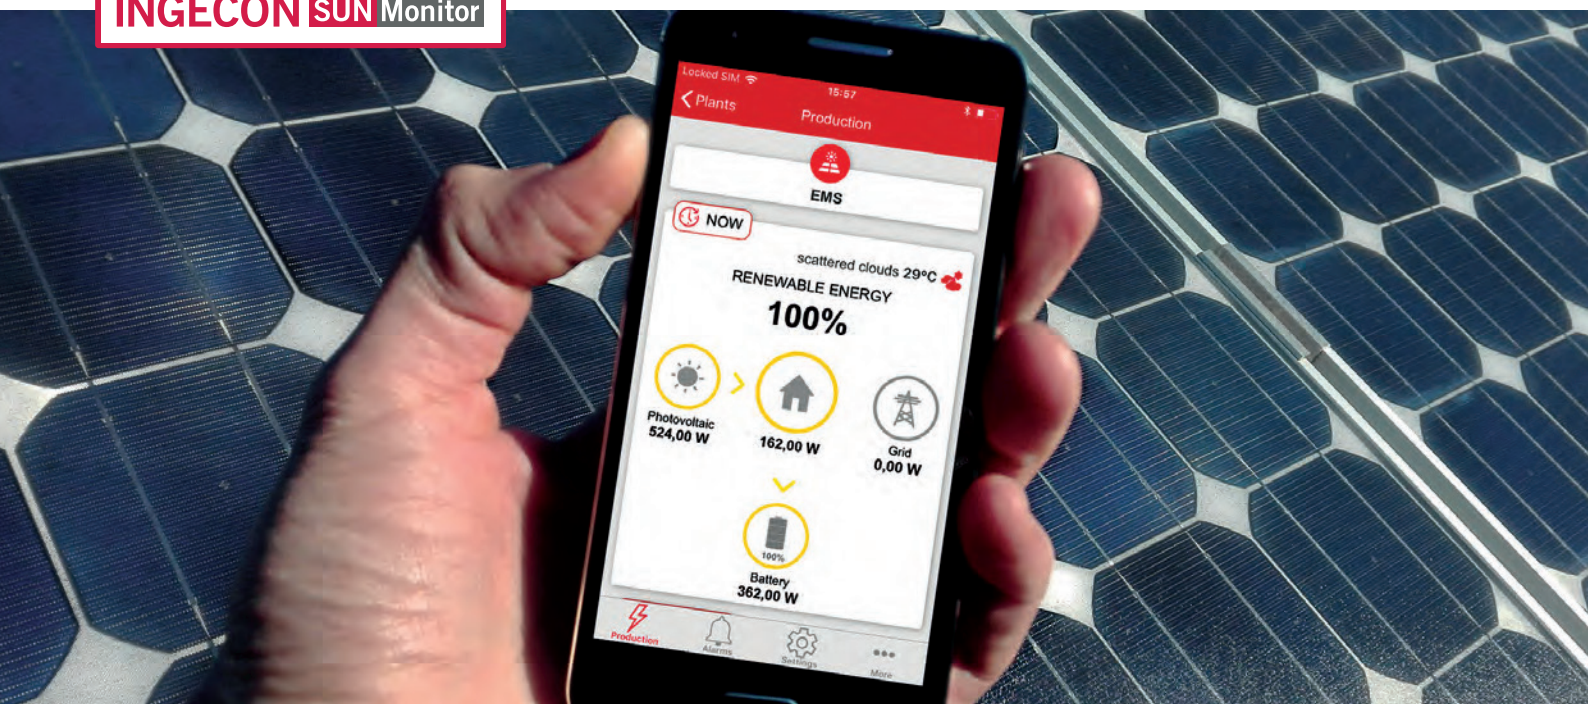 INGECON SUN Monitor
Locked SIM
15:57
Plants
Production
EMS
NOW
scattered clouds 29ºC
RENEWABLE ENERGY
100%
Photovoltaic
524,00 W
162,00 W
Grid
0,00 W
100%
Battery
362,00 W
Production
Alarms
Settings
More